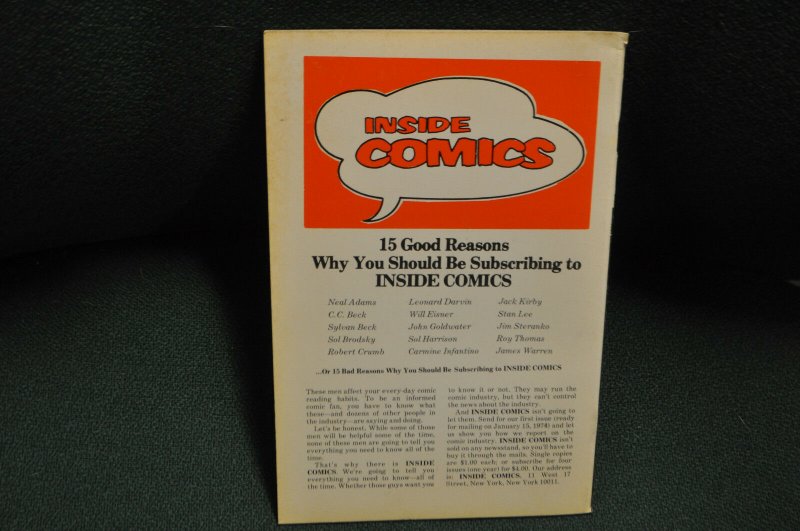 INSIDE
COMICS
15 Good Reasons
Why You Should Be Subscribing to
INSIDE COMICS
Neal Adams
C.C. Beck
Sylvan Beck
Sol Brodsky
Robert Crumb
Leonard Darvin
Will Eisner
John Goldwater
Sol Harrison
Carmine Infantino
Jack Kirby
Stan Lee
Jim Steranko
Roy Thomas
James Warren
...Or 15 Bad Reasons Why You Should Be Subscribing to INSIDE COMICS
These men affect your every-day comic
reading habits. To be an informed
comic fan, you have to know what
these—and dozens of other people in
the industry—are saying and doing.
Let's be honest. While some of those
men will be helpful some of the time,
none of these men are going to tell you
everything you need to know all of the
time.
That's why there is INSIDE
COMICS. We're going to tell you
everything you need to know—all of
the time. Whether those guys want you
to know it or not. They may run the
comic industry, but they can't control
the news about the industry.
And INSIDE COMICS isn't going to
let them. Send for our first issue (ready
for mailing on January 15, 1974) and let
us show you how we report on the
comic industry. INSIDE COMICS isn't
sold on any newsstand, so you'll have to
buy it through the mails. Single copies
are $1.00 each; or subscribe for four
issues (one year) for $4.00. Our address
is: INSIDE COMICS, 11 West 17
Street, New York, New York 10011.